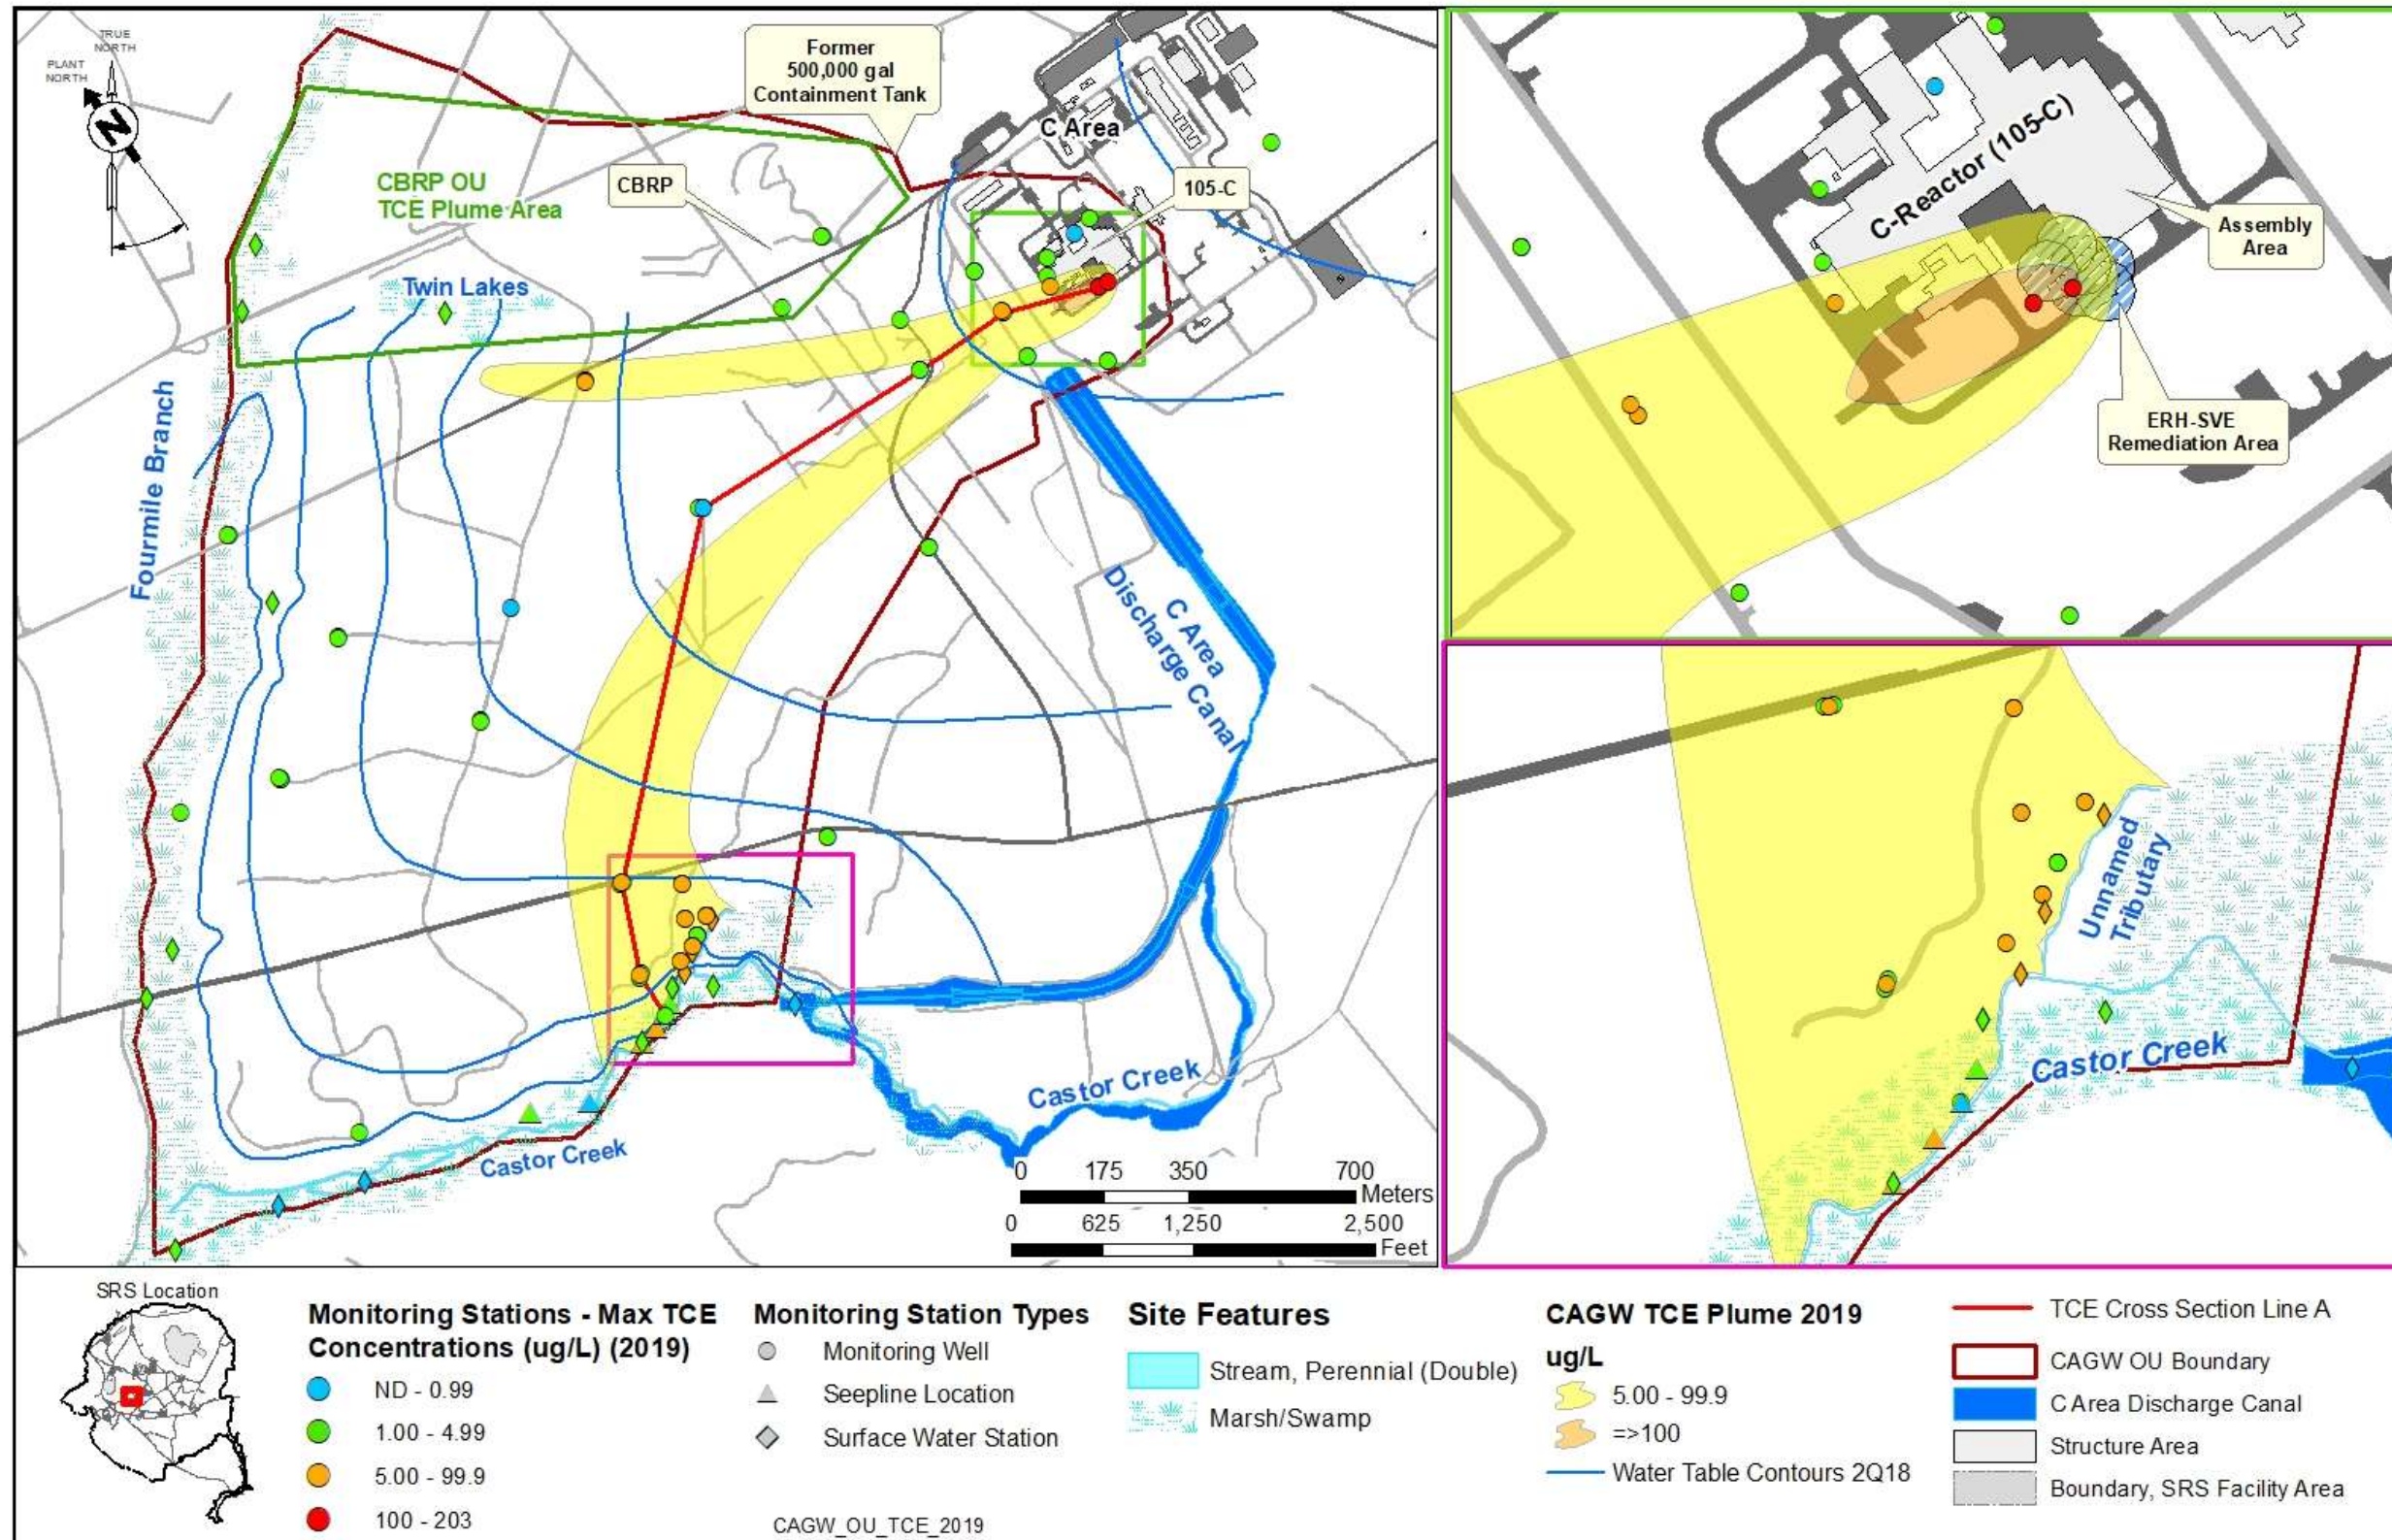 TRUE
NORTH
PLANT
NORTH
N
Former
500,000 gal
Containment Tank
C Area
CBRP OU
TCE Plume Area
CBRP
105-C
Twin Lakes
Fourmile Branch
C Area
Discharge Canal
Castor Creek
Castor Creek
0 175 350 700
Meters
0 625 1,250 2,500
Feet
C-Reactor (105-C)
Assembly
Area
ERH-SVE
Remediation Area
Unnamed
Tributary
Castor Creek
SRS Location
Monitoring Stations - Max TCE
Concentrations (ug/L) (2019)
ND - 0.99
1.00 - 4.99
5.00 - 99.9
100 - 203
Monitoring Station Types
Monitoring Well
Seepline Location
Surface Water Station
CAGW_OU_TCE_2019
Site Features
Stream, Perennial (Double)
Marsh/Swamp
CAGW TCE Plume 2019
ug/L
5.00 - 99.9
=>100
Water Table Contours 2Q18
TCE Cross Section Line A
CAGW OU Boundary
C Area Discharge Canal
Structure Area
Boundary, SRS Facility Area